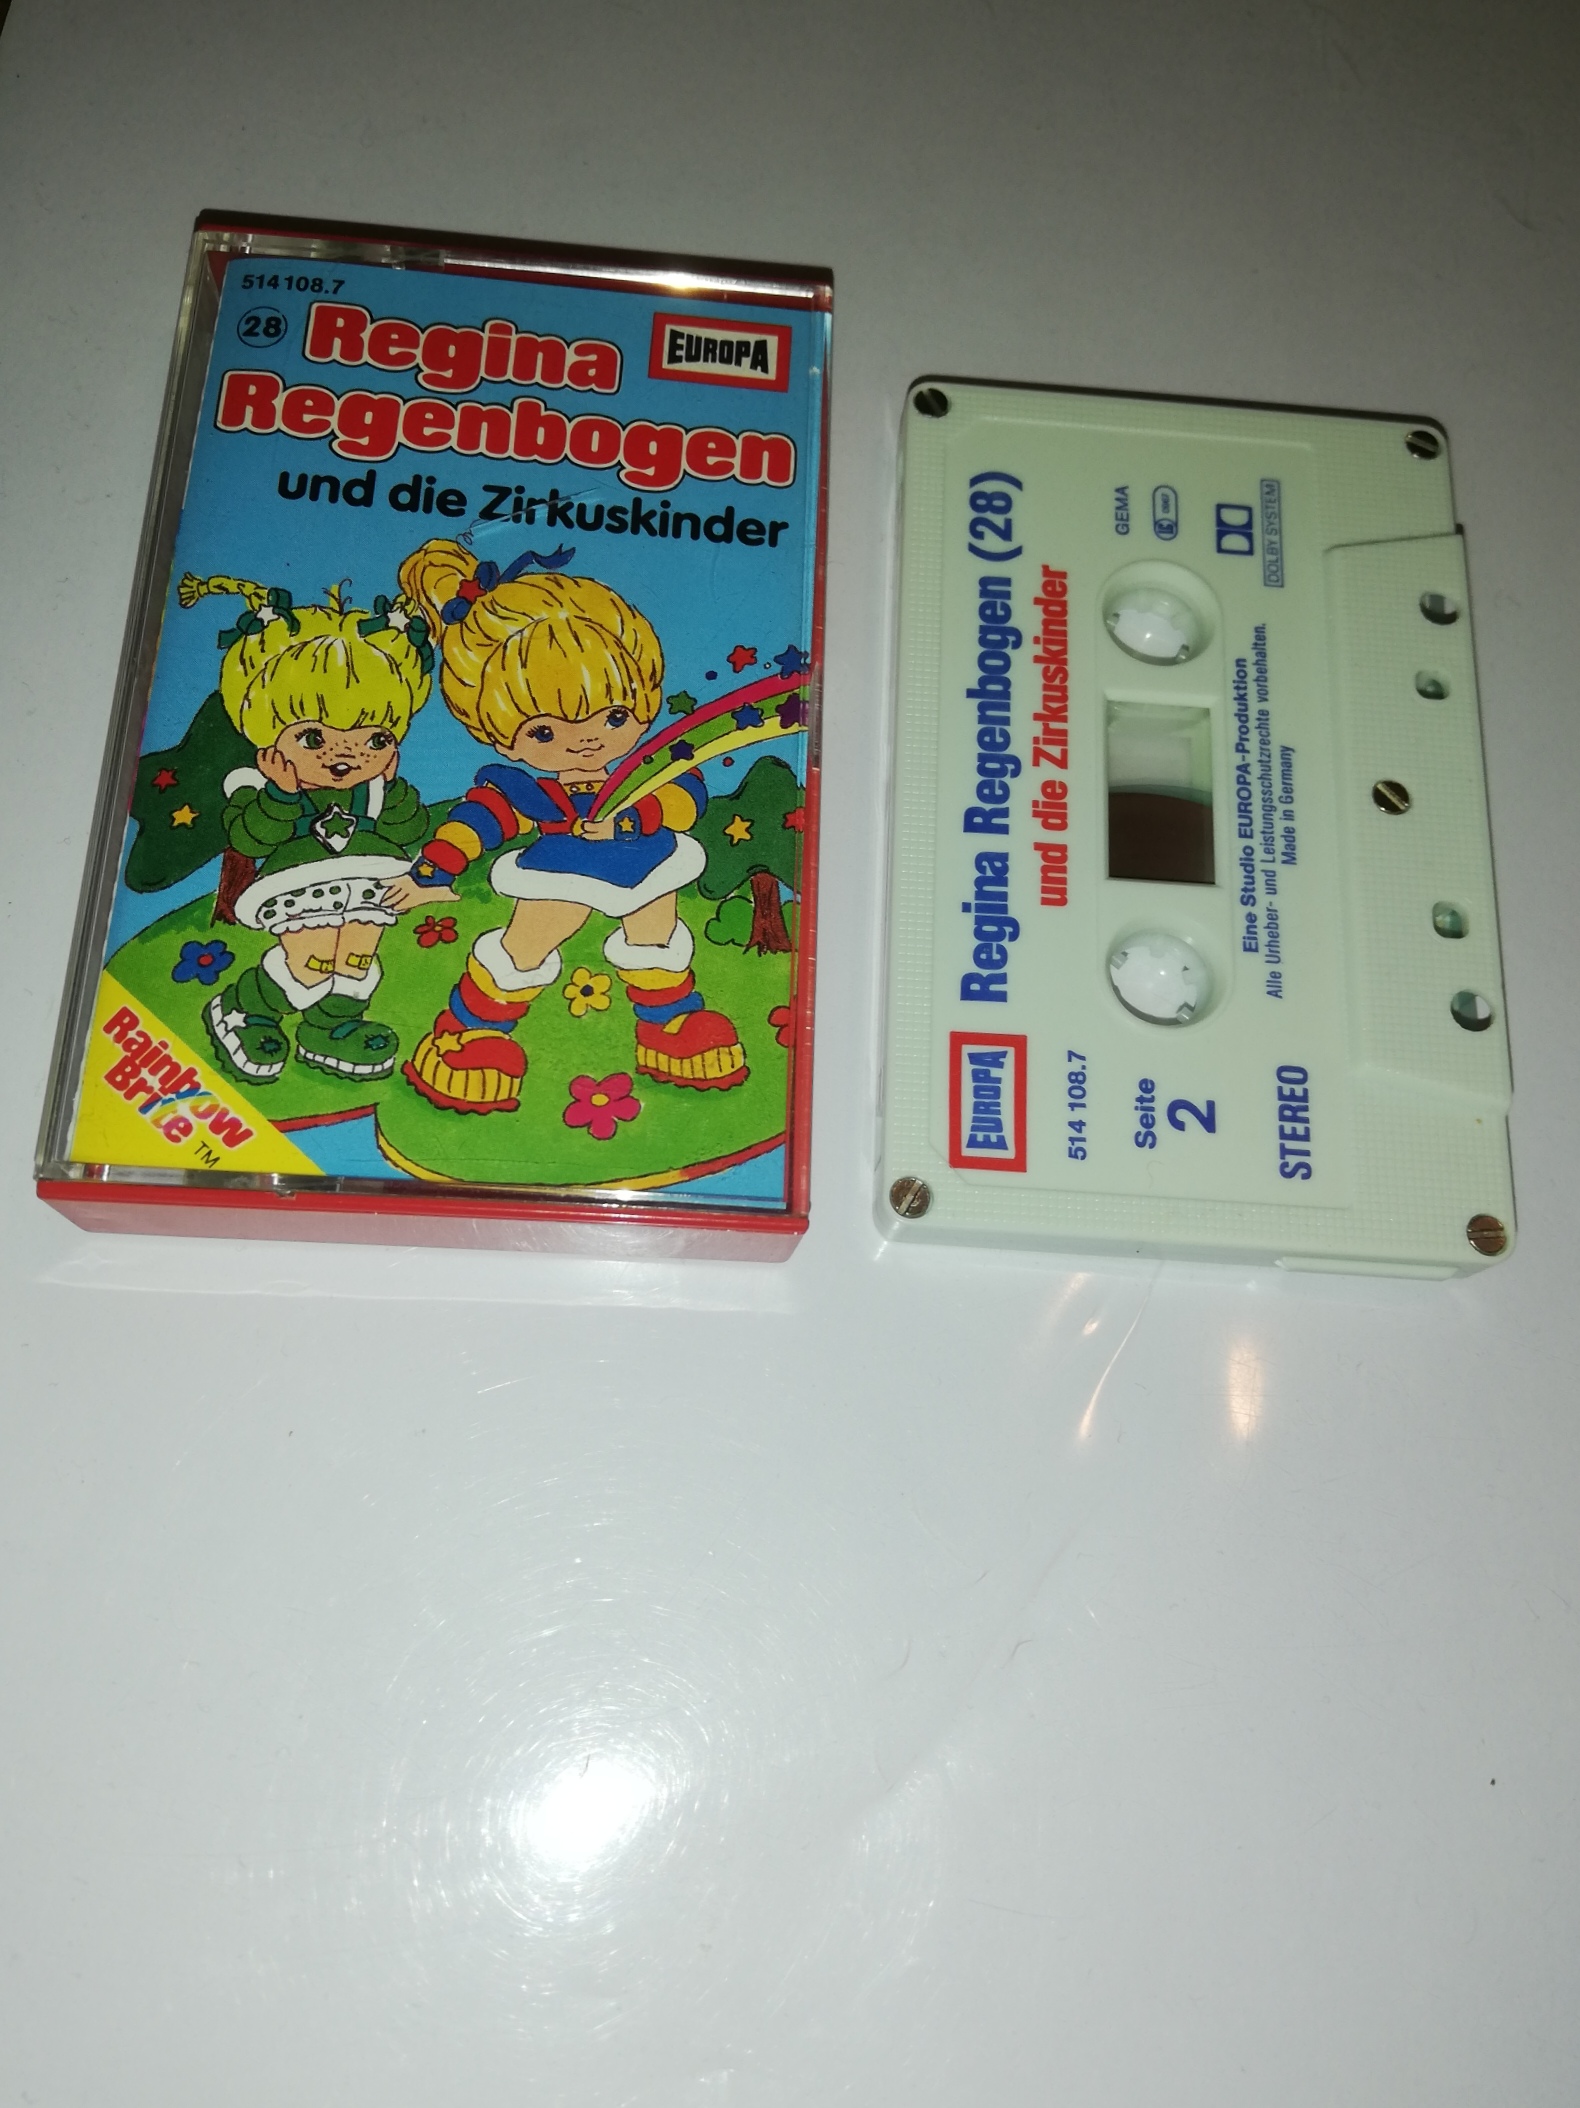 514 108.7
28
Regina
EUROPA
Regenbogen
und die Zirkuskinder
Rainbow
Brite
TM
Regina Regenbogen (28)
und die Zirkuskinder
EUROPA
514 108.7
Seite
2
STEREO
GEMA
DOLBY SYSTEM
Eine Studio EUROPA-Produktion
Alle Urheber- und Leistungsschutzrechte vorbehalten.
Made in Germany